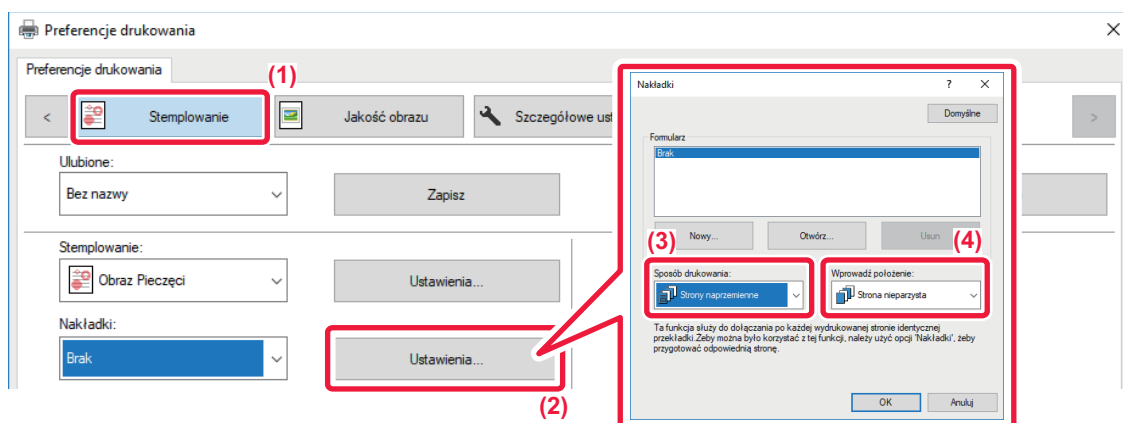 Preferencje drukowania
Preferencje drukowania
(1)
< Stemplowanie Jakość obrazu Szczegółowe ust >
Ulubione:
Bez nazwy Zapisz
Stemplowanie:
Obraz Pieczęci Ustawienia...
Nakładki:
Brak Ustawienia...
(2)
Nakładki ? ×
Domyślne
Formularz
Brak
Nowy... Otwórz... Usun
(3) (4)
Sposób drukowania: Wprowadź położenie:
Strony naprzemienne Strona nieparzysta
Ta funkcja służy do dołączania po każdej wydrukowanej stronie identycznej
przekładki.Żeby można było korzystać z tej funkcji, należy użyć opcji 'Nakładki', żeby
przygotować odpowiednią stronę.
OK Anuluj